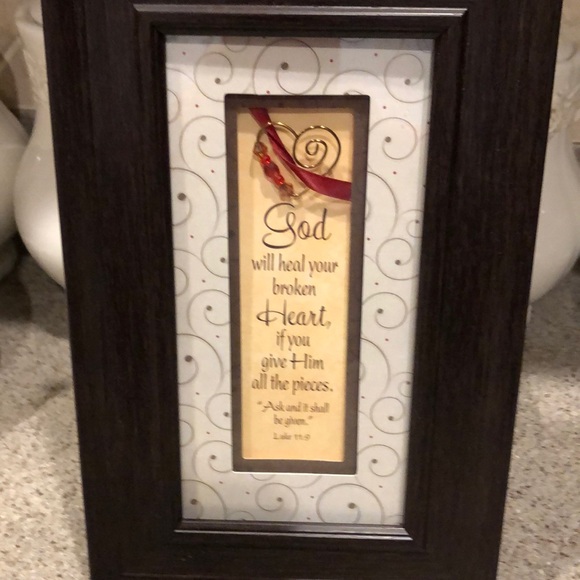 God
will heal your
broken
Heart,
if you
give Him
all the pieces.
"Ask and it shall
be given."
Luke 11:9